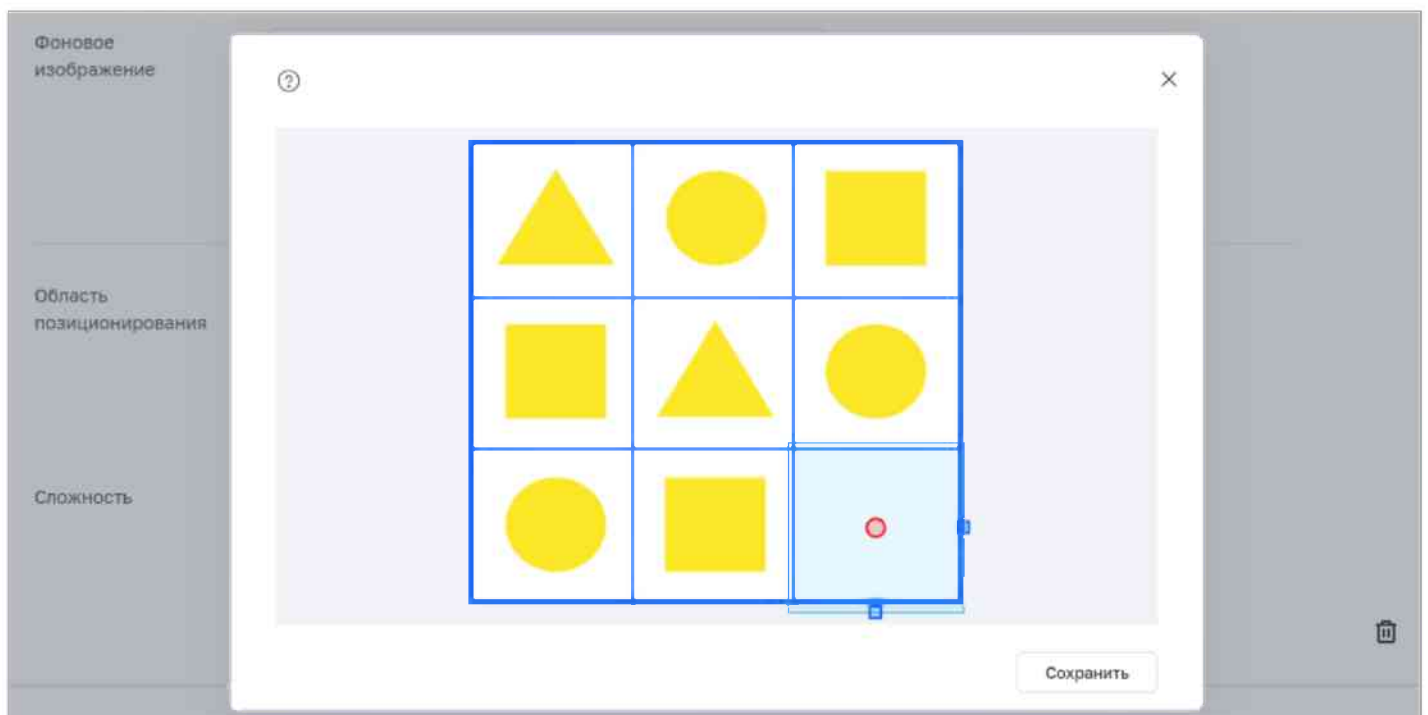 Фоновое
изображение
Область
позиционирования
Сложность
Сохранить